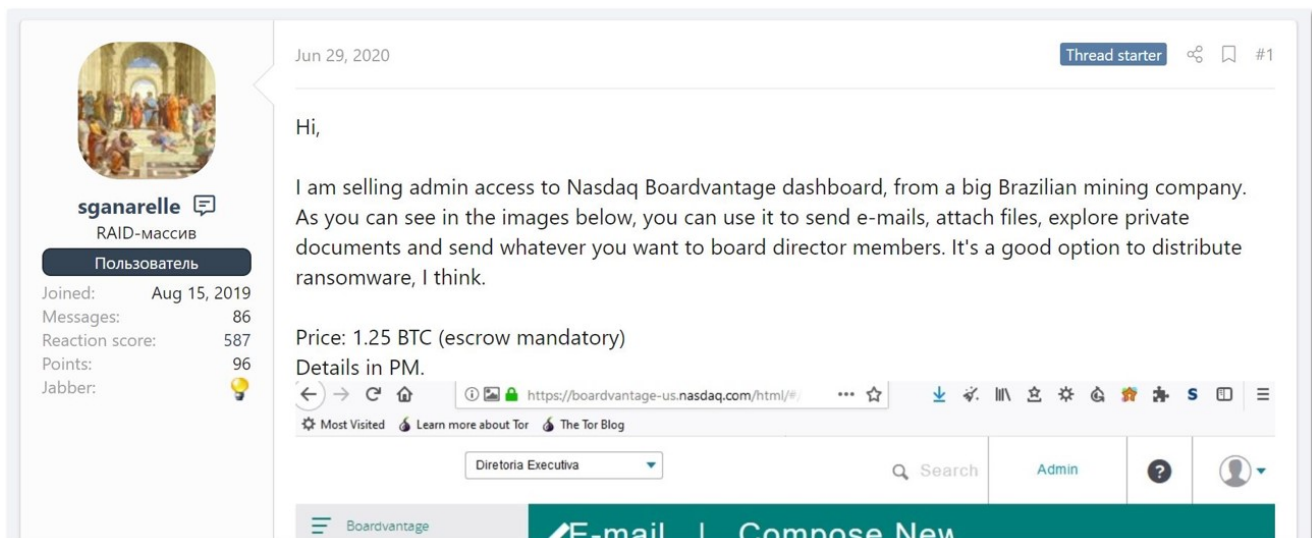 Jun 29, 2020
Thread starter
#1
sganarelle
RAID-массив
Пользователь
Joined: Aug 15, 2019
Messages: 86
Reaction score: 587
Points: 96
Jabber:
Hi,
I am selling admin access to Nasdaq Boardvantage dashboard, from a big Brazilian mining company.
As you can see in the images below, you can use it to send e-mails, attach files, explore private
documents and send whatever you want to board director members. It's a good option to distribute
ransomware, I think.
Price: 1.25 BTC (escrow mandatory)
Details in PM.
https://boardvantage-us.nasdaq.com/html/#
Most Visited Learn more about Tor The Tor Blog
Diretoria Executiva
Search
Admin
Boardvantage
E-mail | Compose New